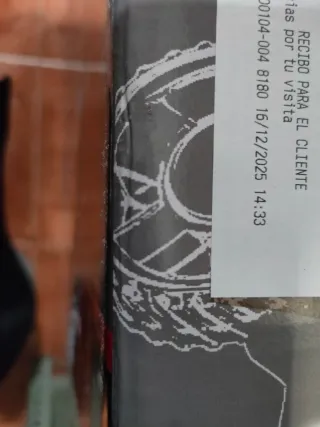 RECIBO PARA EL CLIENTE
ias por tu visita
00104-004 8180 16/12/2025 14:33